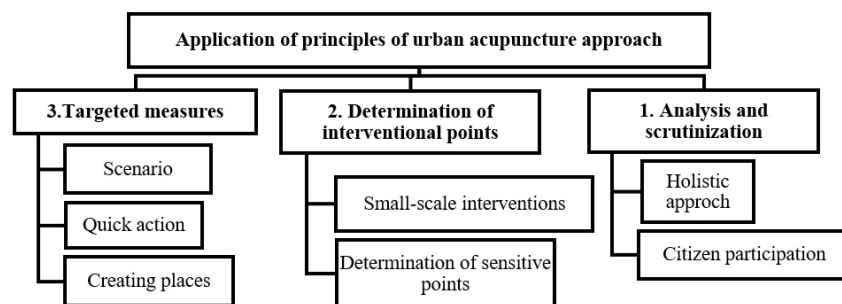 Application of principles of urban acupuncture approach
3.Targeted measures
Scenario
Quick action
Creating places
2. Determination of
interventional points
Small-scale interventions
Determination of sensitive
points
1. Analysis and
scrutinization
Holistic
approch
Citizen participation